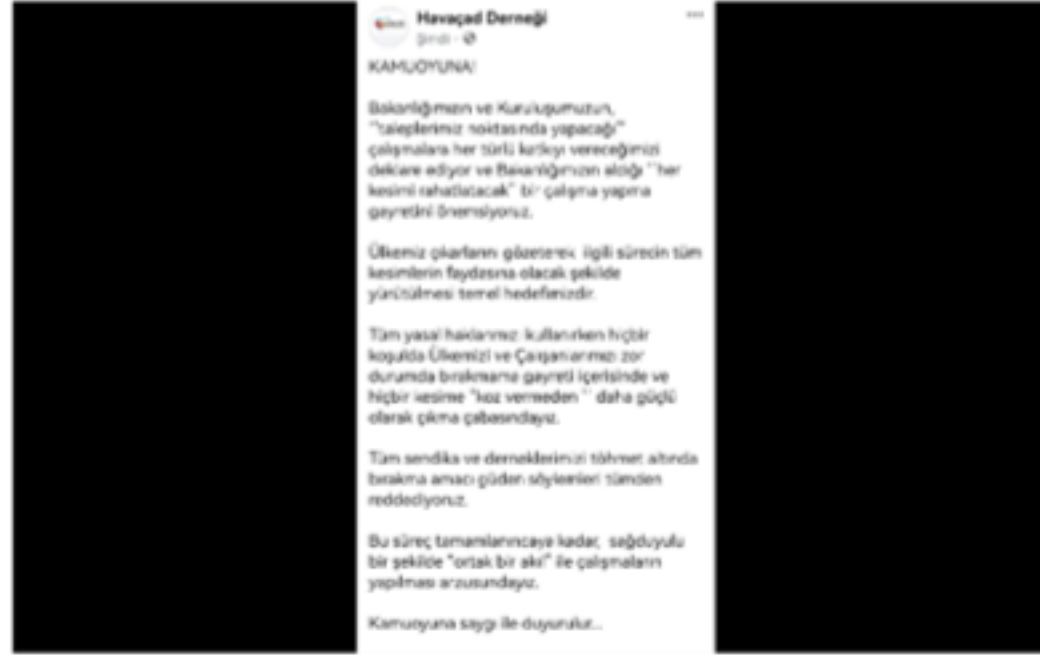 Havaçad Derneği
Şimdi ·
KAMUOYUNA!
Bakanlığımızın ve Kuruluşumuzun,
"taleplerimiz noktasında yapacağı"
çalışmalara her türlü katkıyı vereceğimizi
deklare ediyor ve Bakanlığımızın aldığı "her
kesimi rahatlatacak" bir çalışma yapma
gayretini önemsiyoruz.
Ülkemiz çıkarlarını gözeterek ilgili sürecin tüm
kesimlerin faydasına olacak şekilde
yürütülmesi temel hedefimizdir.
Tüm yasal haklarımızı kullanırken hiçbir
koşulda Ülkemizi ve Çalışanlarımızı zor
durumda bırakmama gayreti içerisinde ve
hiçbir kesime "koz vermeden" daha güçlü
olarak çıkma çabasındayız.
Tüm sendika ve derneklerimizi töhmet altında
bırakma amacı güden söylemleri tümden
reddediyoruz.
Bu süreç tamamlanıncaya kadar, sağduyulu
bir şekilde "ortak bir akıl" ile çalışmaların
yapılması arzusundayız.
Kamuoyuna saygı ile duyurulur...